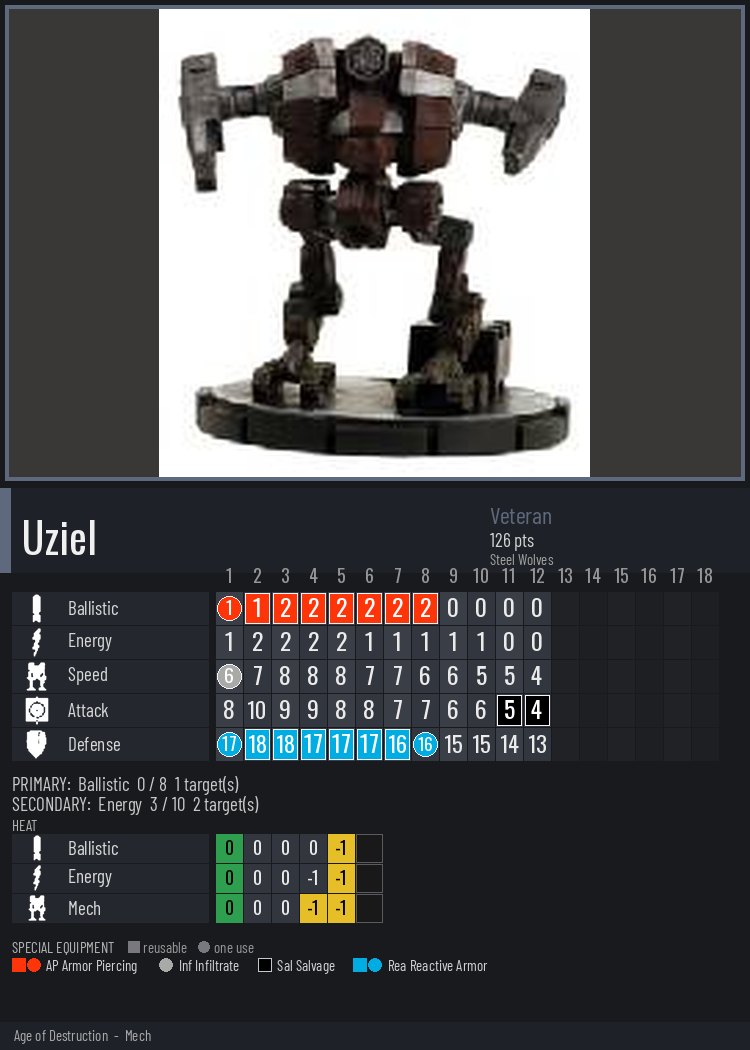 Uziel
Veteran
126 pts
Steel Wolves
1 2 3 4 5 6 7 8 9 10 11 12 13 14 15 16 17 18
Ballistic 1 1 2 2 2 2 2 2 0 0 0 0
Energy 1 2 2 2 2 1 1 1 1 1 0 0
Speed 6 7 8 8 8 7 7 6 6 5 5 4
Attack 8 10 9 9 8 8 7 7 6 6 5 4
Defense 17 18 18 17 17 17 16 16 15 15 14 13
PRIMARY: Ballistic 0 / 8 1 target(s)
SECONDARY: Energy 3 / 10 2 target(s)
HEAT
Ballistic 0 0 0 0 -1
Energy 0 0 0 -1 -1
Mech 0 0 0 -1 -1
SPECIAL EQUIPMENT reusable one use
AP Armor Piercing Inf Infiltrate Sal Salvage Rea Reactive Armor
Age of Destruction - Mech